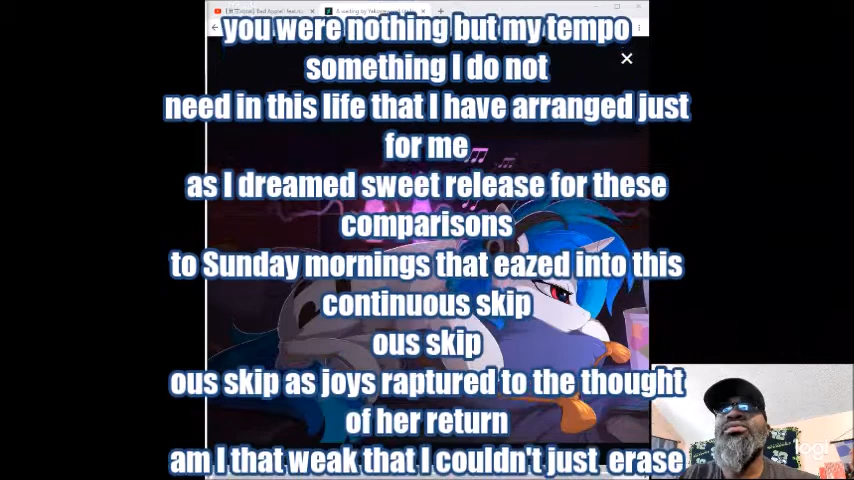 you were nothing but my tempo
something I do not
need in this life that I have arranged just
for me
as I dreamed sweet release for these
comparisons
to Sunday mornings that eazed into this
continuous skip
ous skip
ous skip as joys raptured to the thought
of her return
am I that weak that I couldn't just erase
logi